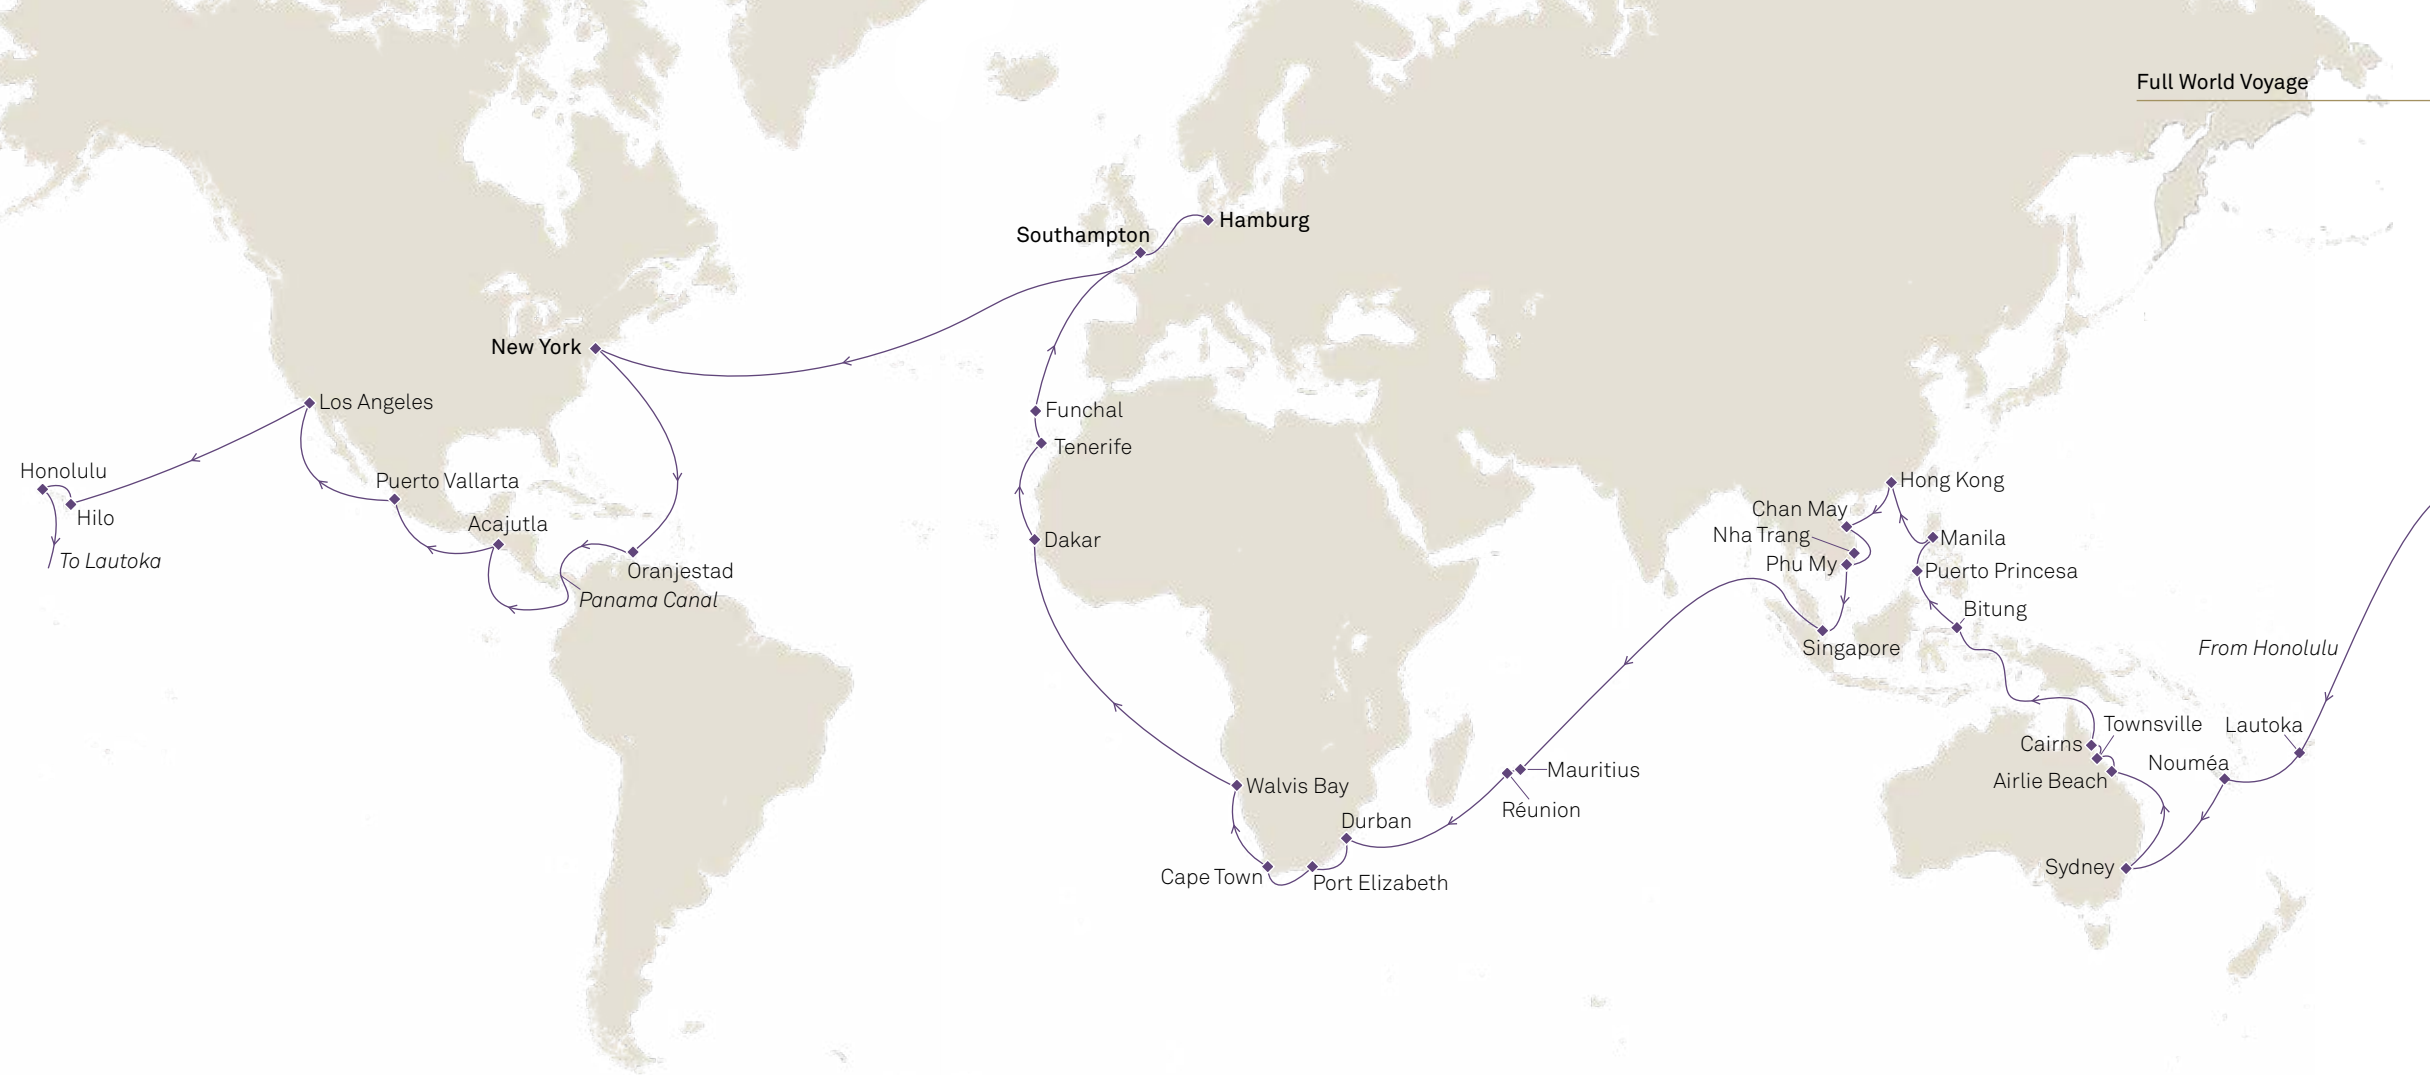 Full World Voyage
Hamburg
Southampton
New York
Los Angeles
Funchal
Tenerife
Honolulu
Hilo
To Lautoka
Puerto Vallarta
Acajutla
Oranjestad
Panama Canal
Dakar
Hong Kong
Chan May
Nha Trang
Phu My
Manila
Puerto Princesa
Bitung
Singapore
From Honolulu
Townsville
Lautoka
Cairns
Nouméa
Airlie Beach
Mauritius
Réunion
Walvis Bay
Durban
Cape Town
Port Elizabeth
Sydney